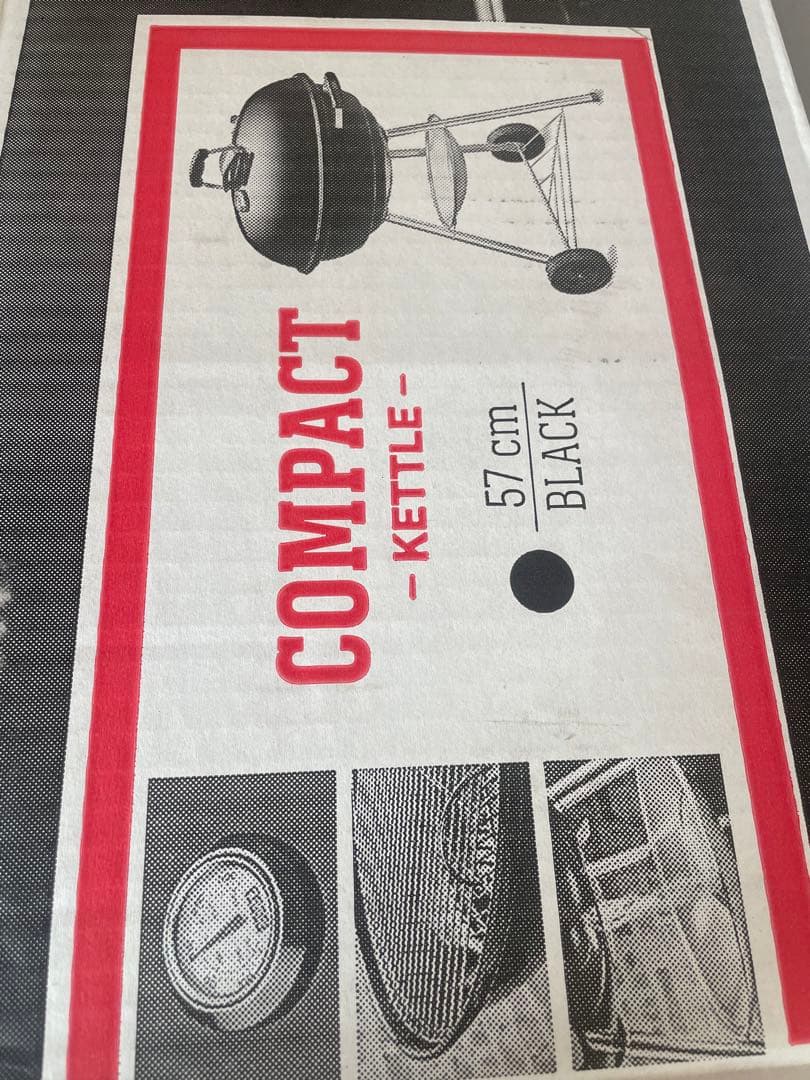 COMPACT
– KETTLE –
57 cm
BLACK